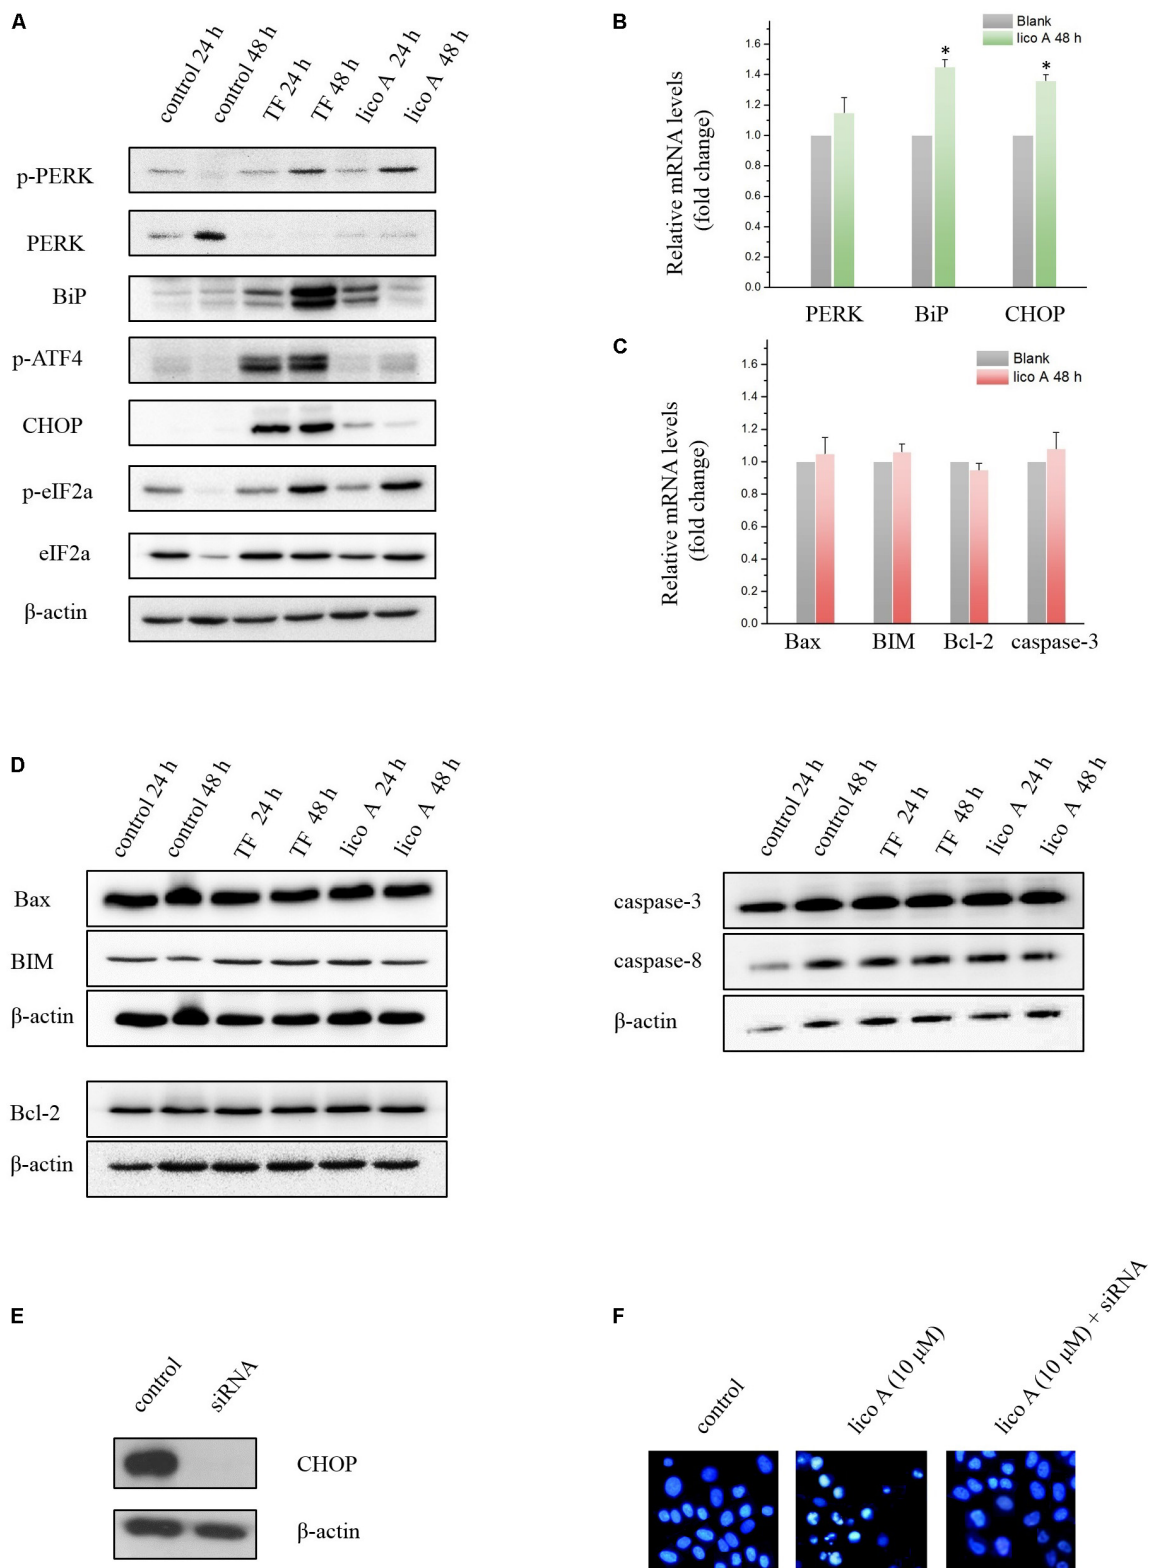 A
control 24 h
control 48 h
TF 24 h
TF 48 h
lico A 24 h
lico A 48 h
p-PERK
PERK
BiP
p-ATF4
CHOP
p-eIF2a
eIF2a
β-actin
B
Blank
lico A 48 h
Relative mRNA levels
(fold change)
1.6
1.4
1.2
1.0
0.8
0.6
0.4
0.2
0.0
*
*
PERK BiP CHOP
C
Blank
lico A 48 h
Relative mRNA levels
(fold change)
1.6
1.4
1.2
1.0
0.8
0.6
0.4
0.2
0.0
Bax BIM Bcl-2 caspase-3
D
control 24 h
control 48 h
TF 24 h
TF 48 h
lico A 24 h
lico A 48 h
Bax
BIM
β-actin
Bcl-2
β-actin
control 24 h
control 48 h
TF 24 h
TF 48 h
lico A 24 h
lico A 48 h
caspase-3
caspase-8
β-actin
E
control
siRNA
CHOP
β-actin
F
control
lico A (10 μM)
lico A (10 μM) + siRNA